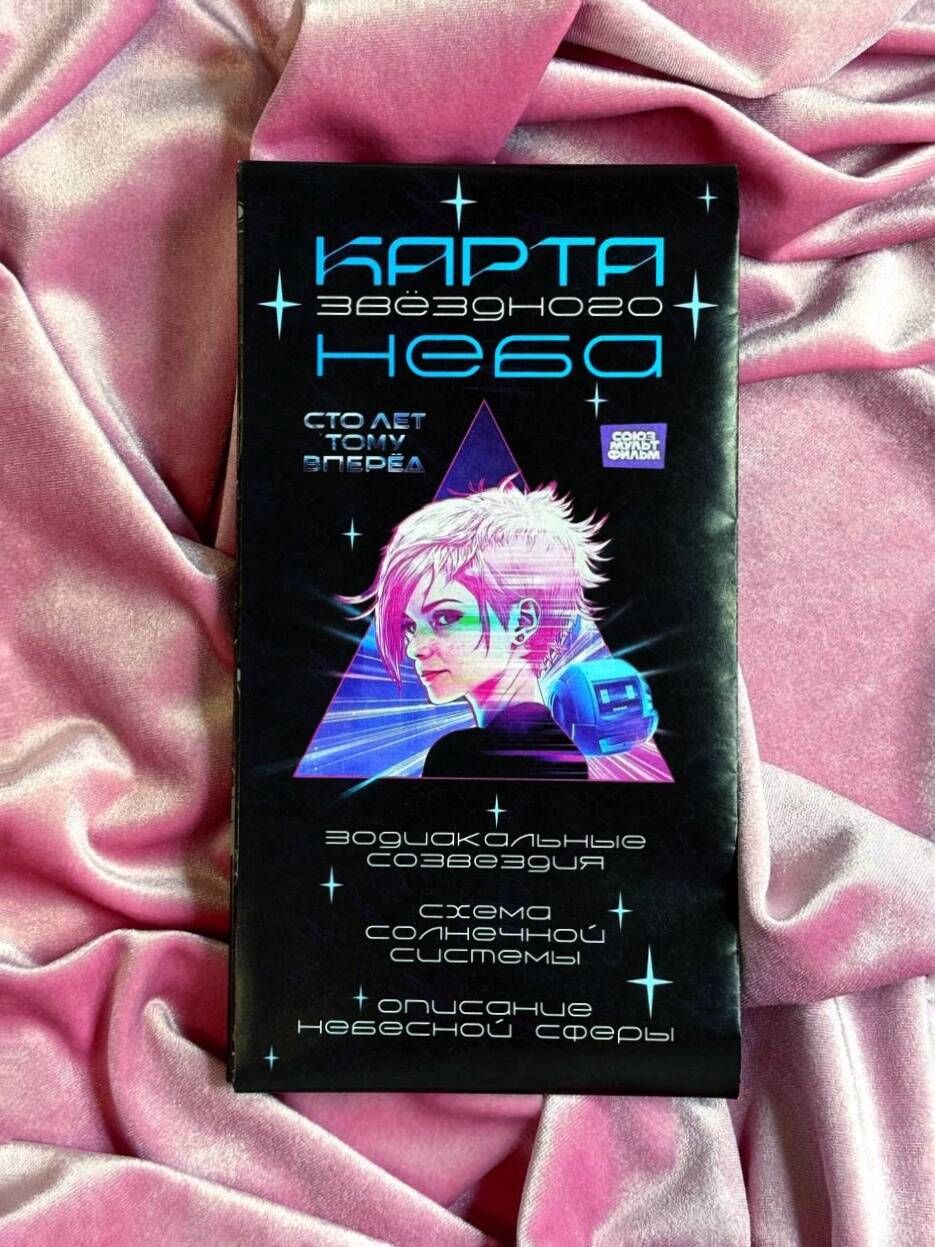 КАРТА
ЗВЁЗДНОГО
НЕБА
СТО ЛЕТ
ТОМУ
ВПЕРЁД
СОЮЗ
МУЛЬТ
ФИЛЬМ
ЗОДИАКАЛЬНЫЕ
СОЗВЕЗДИЯ
СХЕМА
СОЛНЕЧНОЙ
СИСТЕМЫ
ОПИСАНИЕ
НЕБЕСНОЙ СФЕРЫ